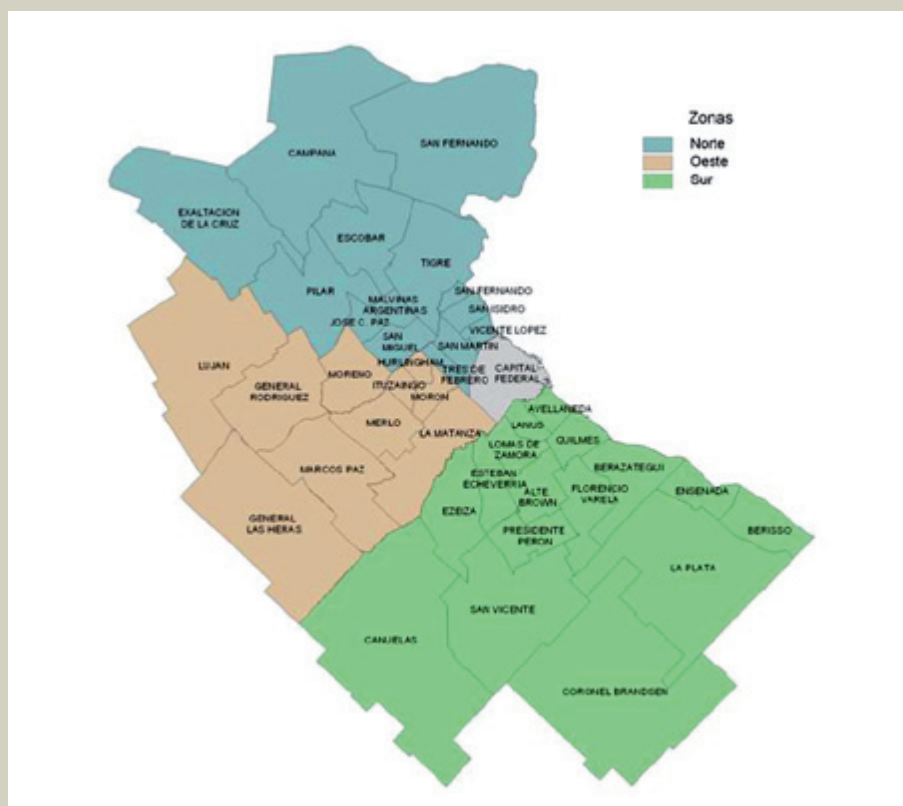 Zonas
Norte
Oeste
Sur
CAMPANA
SAN FERNANDO
EXALTACION
DE LA CRUZ
ESCOBAR
TIGRE
PILAR
MALVINAS
ARGENTINAS
SAN FERNANDO
SAN ISIDRO
JOSE C. PAZ
VICENTE LOPEZ
SAN
MIGUEL
SAN MARTIN
HURLINGHAM
TRES DE
FEBRERO
CAPITAL
FEDERAL
LUJAN
GENERAL
RODRIGUEZ
MORENO
ITUZAINGO
MORON
MERLO
LA MATANZA
MARCOS PAZ
GENERAL
LAS HERAS
AVELLANEDA
LANUS
LOMAS DE
ZAMORA
QUILMES
BERAZATEGUI
ESTEBAN
ECHEVERRIA
ALTE
BROWN
FLORENCIO
VARELA
ENSENADA
EZEIZA
PRESIDENTE
PERON
BERISSO
LA PLATA
SAN VICENTE
CANUELAS
CORONEL BRANDSEN